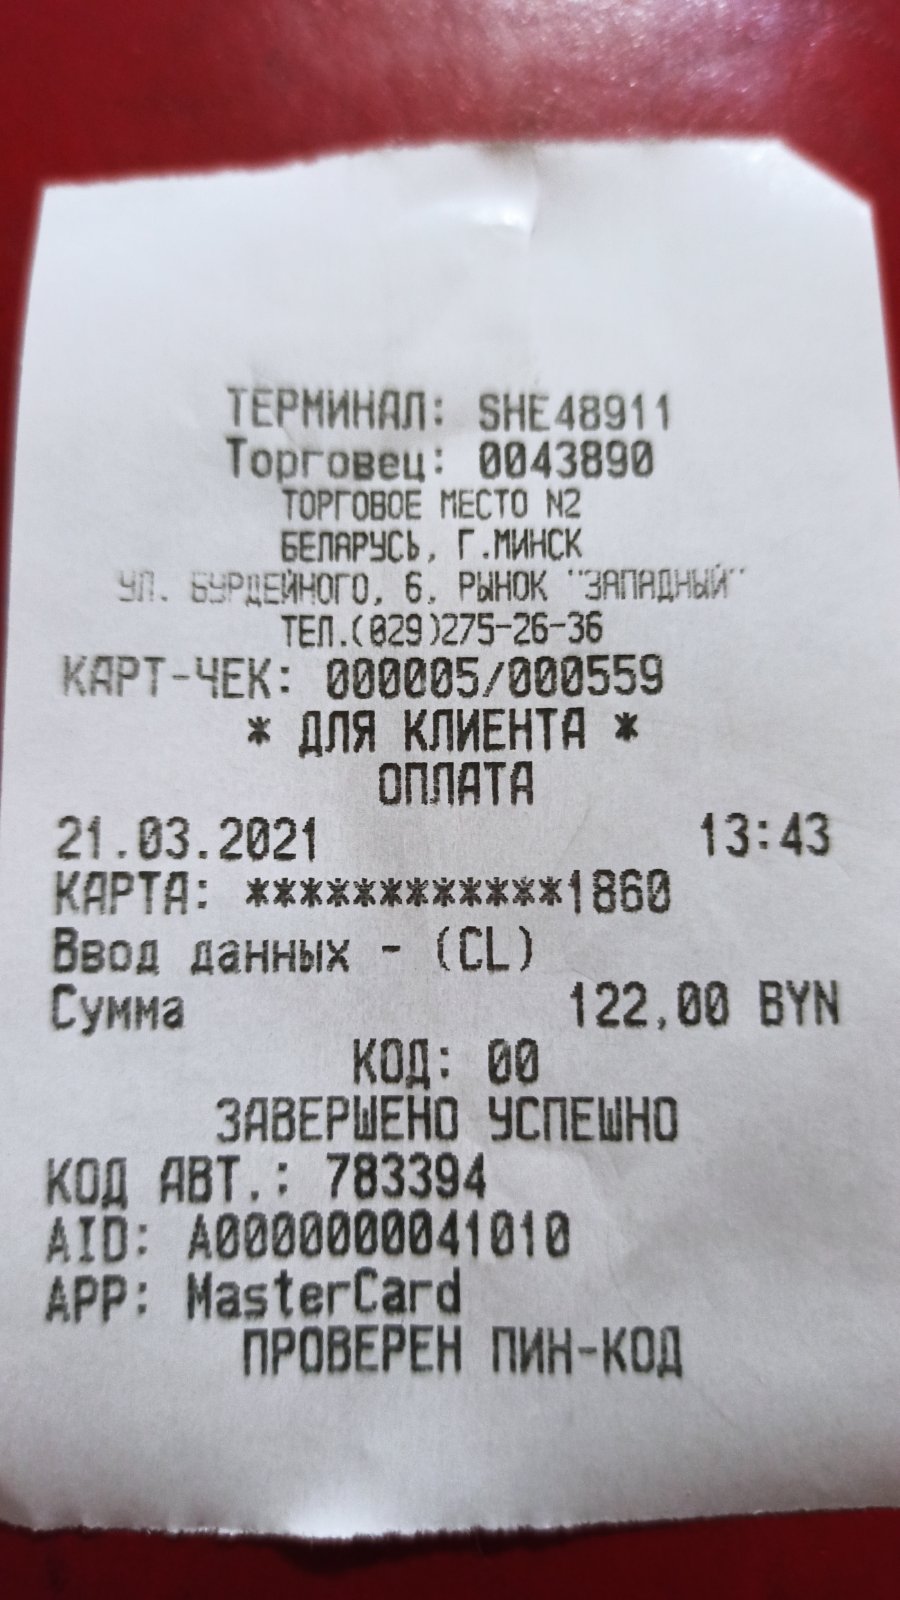 ТЕРМИНАЛ: SHE48911
Торговец: 0043890
ТОРГОВОЕ МЕСТО N2
БЕЛАРУСЬ, Г.МИНСК
УЛ. БУРДЕЙНОГО, 6, РЫНОК "ЗАПАДНЫЙ"
ТЕЛ.(029)275-26-36
КАРТ-ЧЕК: 000005/000559
* ДЛЯ КЛИЕНТА *
ОПЛАТА
21.03.2021 13:43
КАРТА: ************1860
Ввод данных - (CL)
Сумма 122,00 BYN
КОД: 00
ЗАВЕРШЕНО УСПЕШНО
КОД АВТ.: 783394
AID: A0000000041010
APP: MasterCard
ПРОВЕРЕН ПИН-КОД